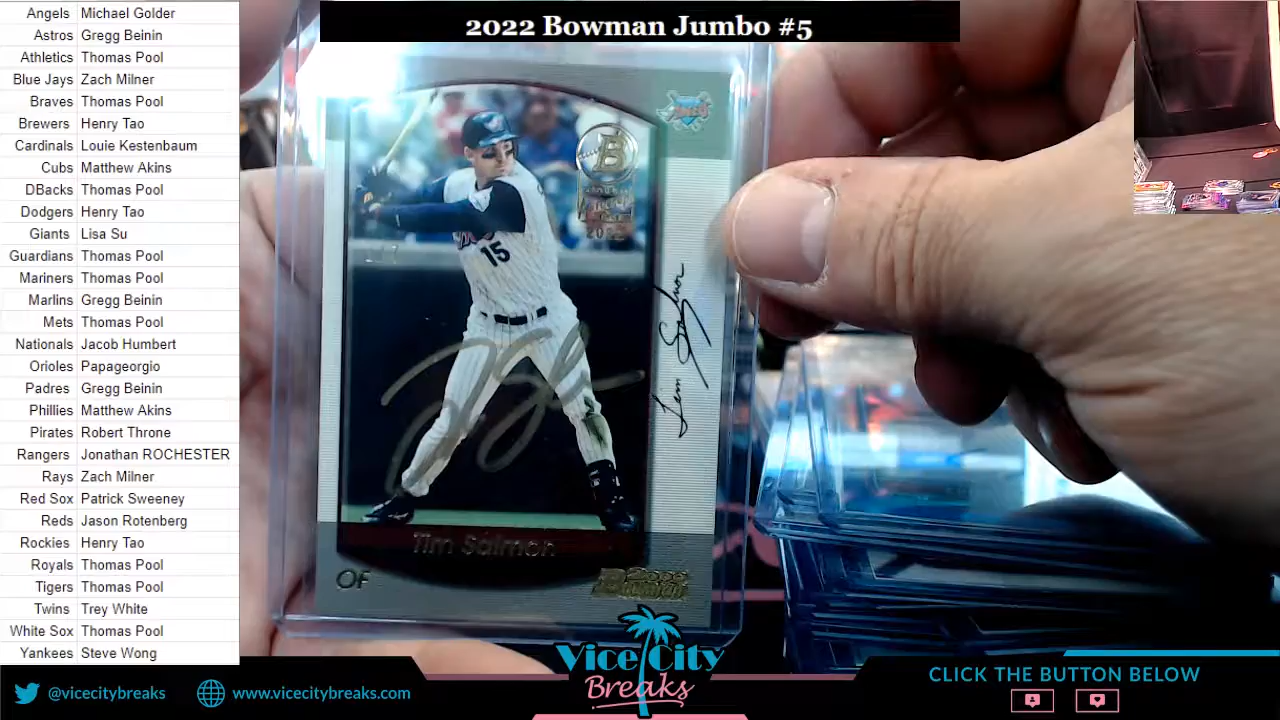 2022 Bowman Jumbo #5
Angels Michael Golder
Astros Gregg Beinin
Athletics Thomas Pool
Blue Jays Zach Milner
Braves Thomas Pool
Brewers Henry Tao
Cardinals Louie Kestenbaum
Cubs Matthew Akins
DBacks Thomas Pool
Dodgers Henry Tao
Giants Lisa Su
Guardians Thomas Pool
Mariners Thomas Pool
Marlins Gregg Beinin
Mets Thomas Pool
Nationals Jacob Humbert
Orioles Papageorgio
Padres Gregg Beinin
Phillies Matthew Akins
Pirates Robert Throne
Rangers Jonathan ROCHESTER
Rays Zach Milner
Red Sox Patrick Sweeney
Reds Jason Rotenberg
Rockies Henry Tao
Royals Thomas Pool
Tigers Thomas Pool
Twins Trey White
White Sox Thomas Pool
Yankees Steve Wong
B
15
Tim Salmon
Tim Salmon
OF
2000
Bowman
Vice City
Breaks
@vicecitybreaks
www.vicecitybreaks.com
CLICK THE BUTTON BELOW